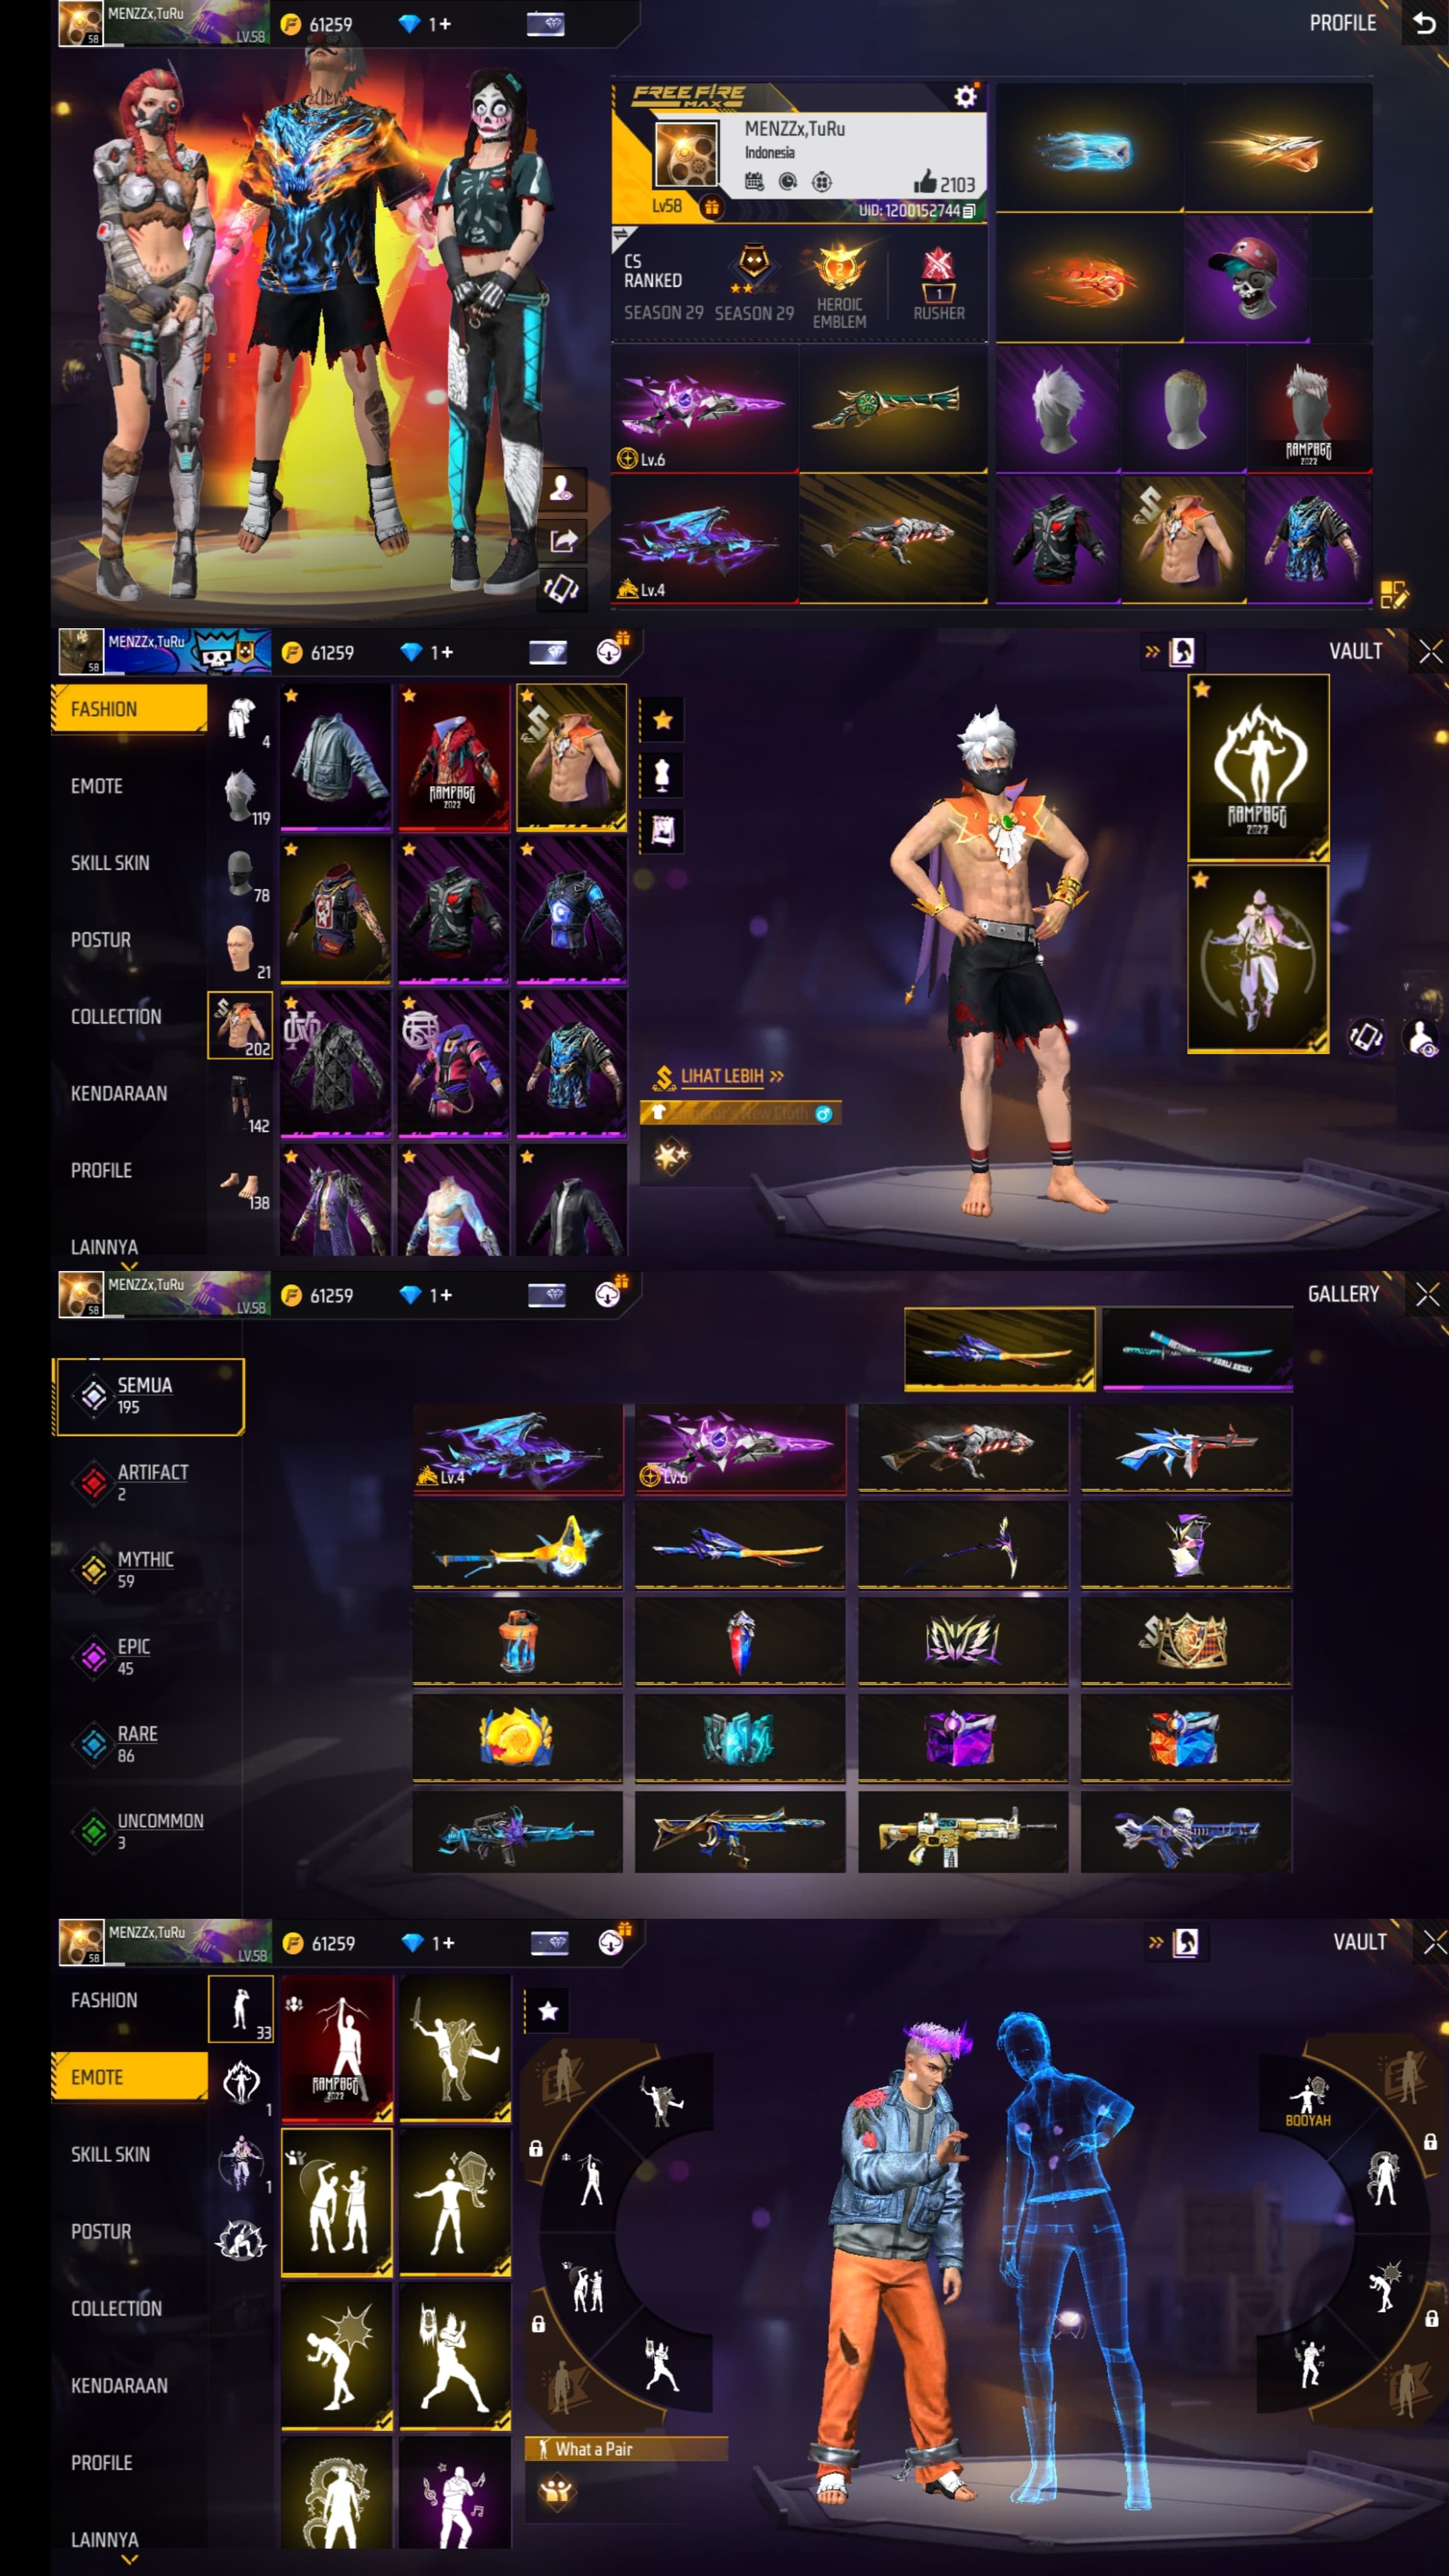 MENZZx,TuRu
58
LV.58
61259
1+
PROFILE
FREE FIRE
MAX
MENZZx,TuRu
Indonesia
2103
Lv58
UID: 1200152744
CS
RANKED
SEASON 29
SEASON 29
2
HEROIC
EMBLEM
1
RUSHER
Lv.6
Lv.4
RAMPAGE
2022
MENZZx,TuRu
58
61259
1+
VAULT
FASHION
EMOTE
SKILL SKIN
POSTUR
COLLECTION
KENDARAAN
PROFILE
LAINNYA
4
119
78
21
202
142
138
RAMPAGE
2022
RAMPAGE
2022
LIHAT LEBIH
Emperor's New Cloth
MENZZx,TuRu
58
LV.58
61259
1+
GALLERY
SEMUA
195
ARTIFACT
2
MYTHIC
59
EPIC
45
RARE
86
UNCOMMON
3
Lv.4
Lv.6
MENZZx,TuRu
58
LV.58
61259
1+
VAULT
FASHION
EMOTE
SKILL SKIN
POSTUR
COLLECTION
KENDARAAN
PROFILE
LAINNYA
33
1
1
RAMPAGE
2022
BOOYAH
What a Pair